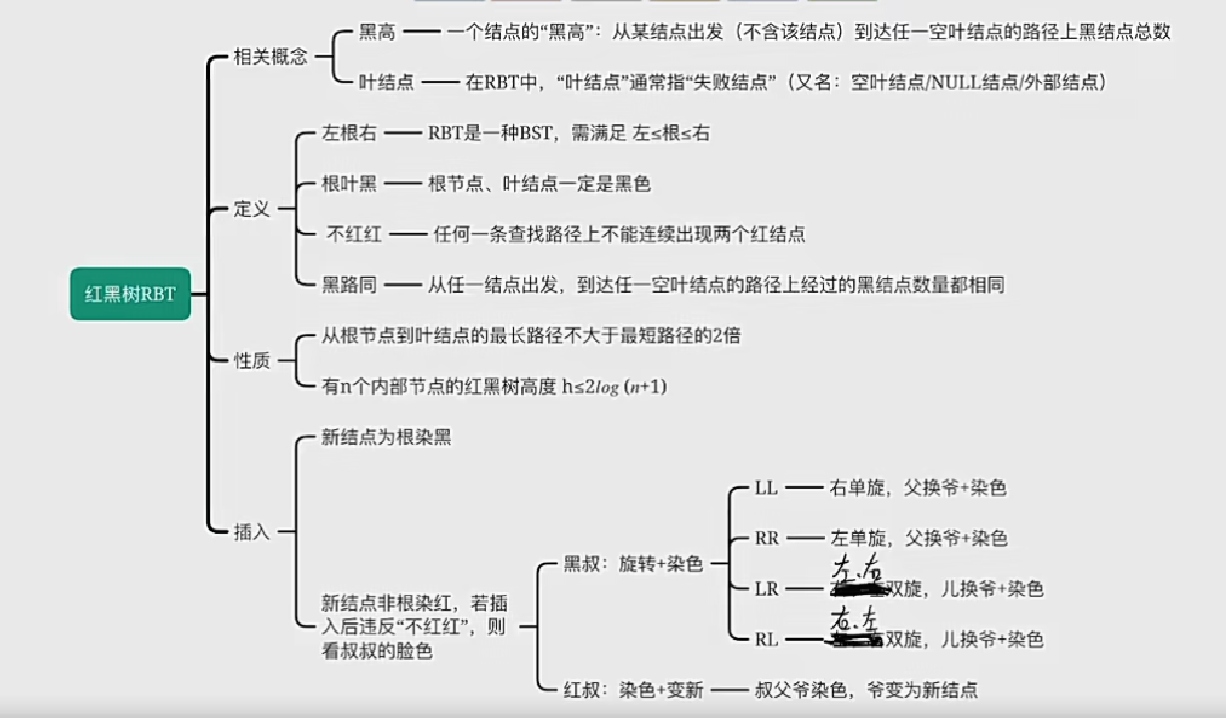 红黑树RBT
相关概念
黑高
一个结点的“黑高”：从某结点出发（不含该结点）到达任一空叶结点的路径上黑结点总数
叶结点
在RBT中，“叶结点”通常指“失败结点”（又名：空叶结点/NULL结点/外部结点）
定义
左根右
RBT是一种BST，需满足 左≤根≤右
根叶黑
根节点、叶结点一定是黑色
不红红
任何一条查找路径上不能连续出现两个红结点
黑路同
从任一结点出发，到达任一空叶结点的路径上经过的黑结点数量都相同
性质
从根节点到叶结点的最长路径不大于最短路径的2倍
有n个内部节点的红黑树高度 h≤2log (n+1)
插入
新结点为根染黑
新结点非根染红，若插
入后违反“不红红”，则
看叔叔的脸色
黑叔：旋转+染色
LL
右单旋，父换爷+染色
RR
左单旋，父换爷+染色
LR
左、右
双旋，儿换爷+染色
RL
右、左
双旋，儿换爷+染色
红叔：染色+变新
叔父爷染色，爷变为新结点